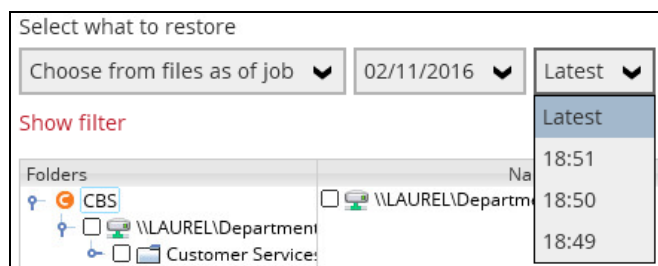 Select what to restore
Choose from files as of job 02/11/2016 Latest
Show filter
Latest
18:51
18:50
18:49
Folders Na
CBS
\\LAUREL\Department
\\LAUREL\Departme
Customer Services